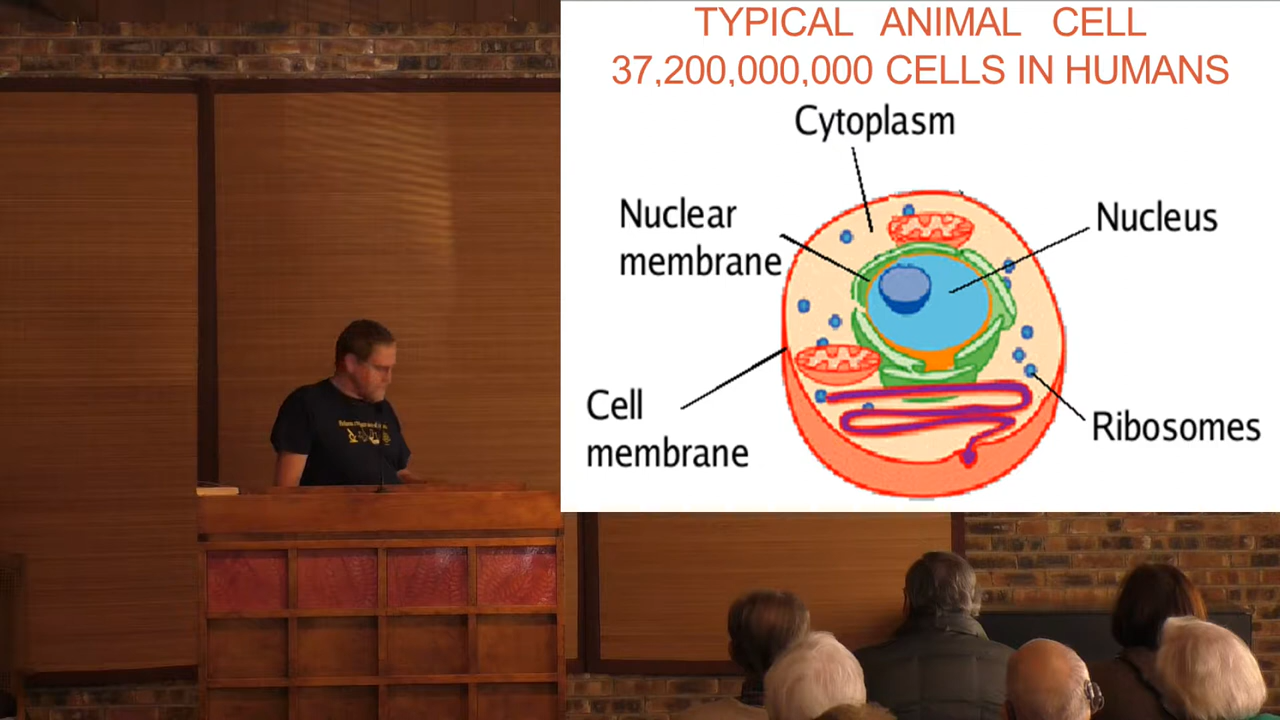 TYPICAL ANIMAL CELL
37,200,000,000 CELLS IN HUMANS
Cytoplasm
Nuclear
membrane
Nucleus
Cell
membrane
Ribosomes